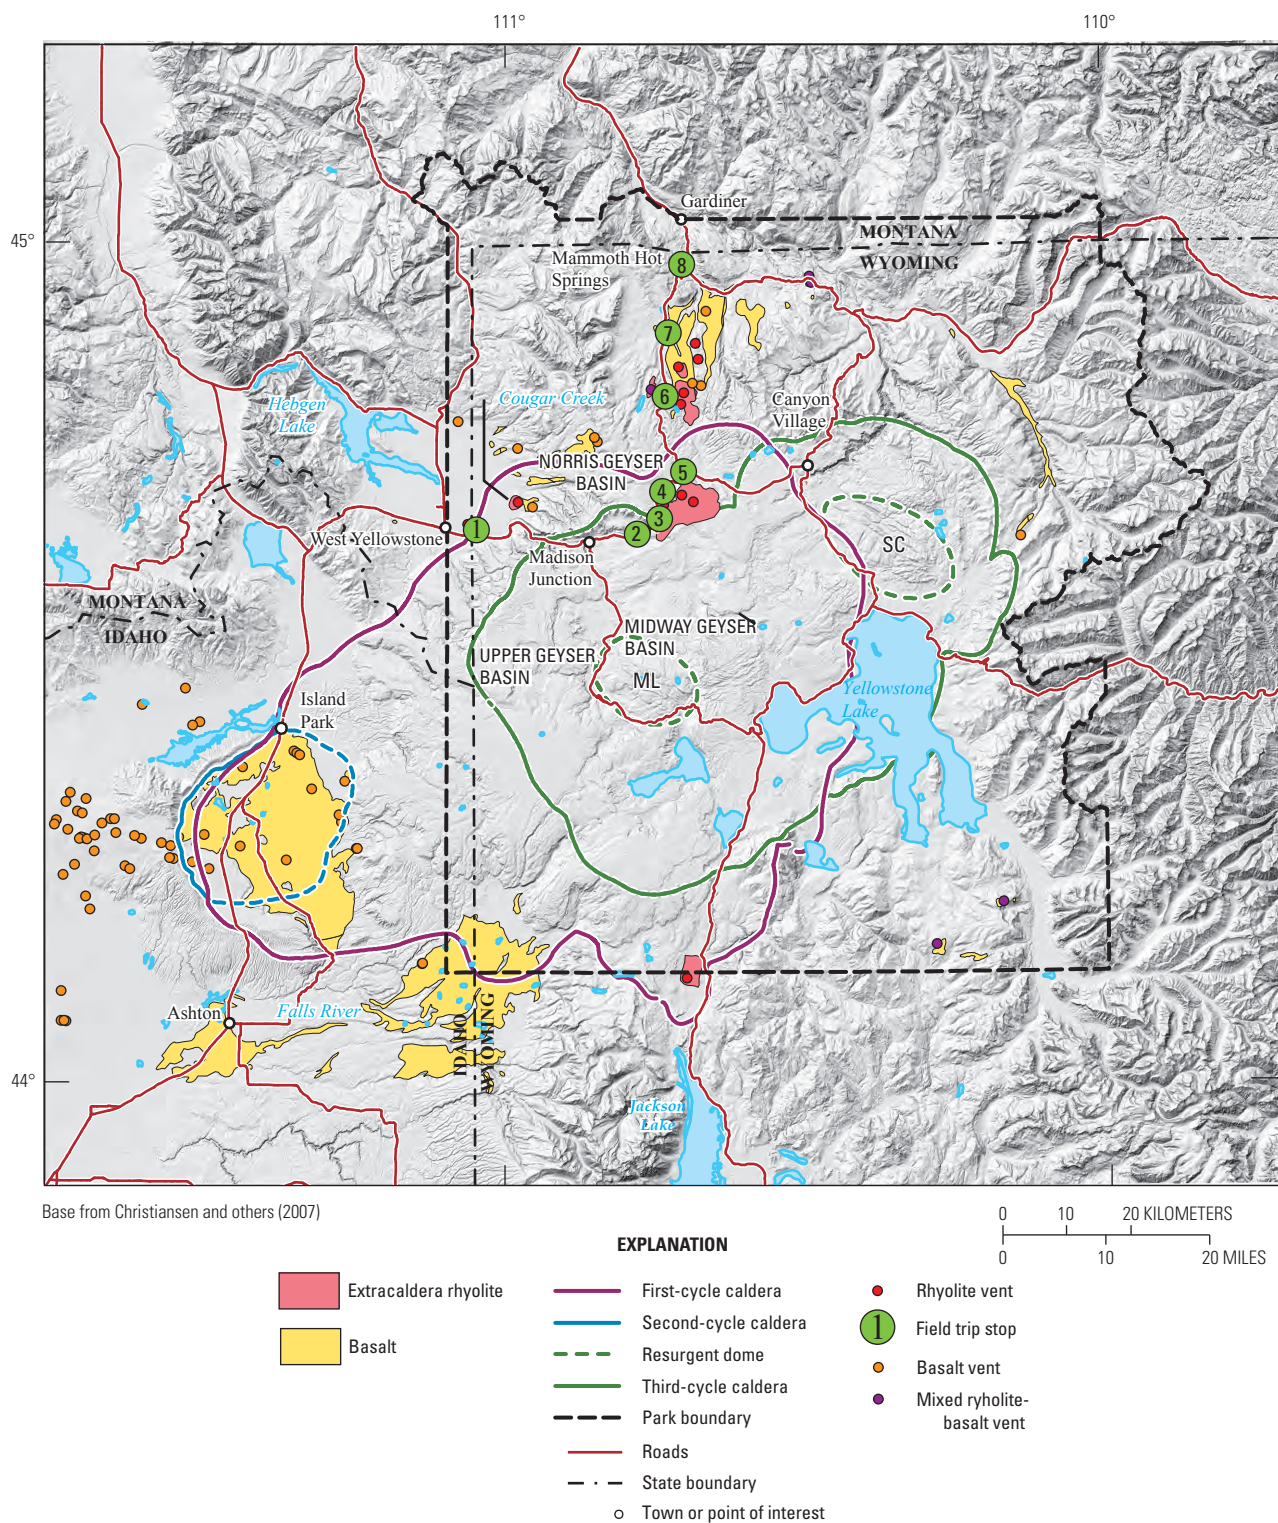 111°
110°
Gardiner
45°
MONTANA
WYOMING
Mammoth Hot
Springs
8
7
Hebgen
Lake
Cougar Creek
6
Canyon
Village
NORRIS GEYSER
BASIN
5
4
3
2
1
West Yellowstone
Madison
Junction
SC
MONTANA
IDAHO
MIDWAY GEYSER
BASIN
UPPER GEYSER
BASIN
ML
Yellowstone
Lake
Island
Park
Ashton
Falls River
IDAHO
WYOMING
44°
Jackson
Lake
Base from Christiansen and others (2007)
0 10 20 KILOMETERS
0 10 20 MILES
EXPLANATION
Extracaldera rhyolite
Basalt
First-cycle caldera
Second-cycle caldera
Resurgent dome
Third-cycle caldera
Park boundary
Roads
State boundary
Town or point of interest
Rhyolite vent
1 Field trip stop
Basalt vent
Mixed ryholite-
basalt vent